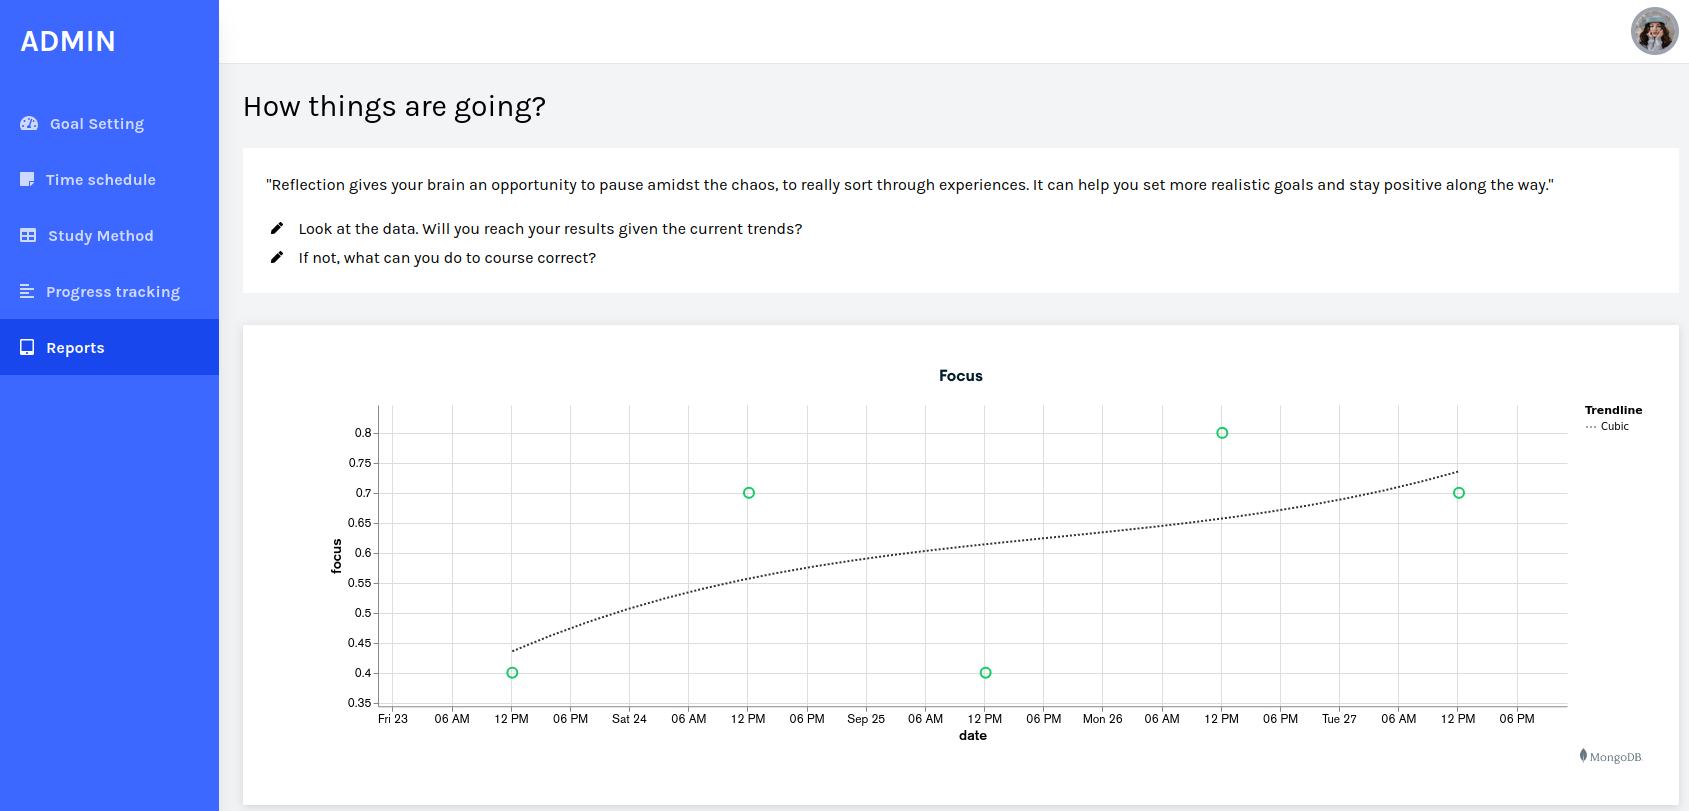 ADMIN
Goal Setting
Time schedule
Study Method
Progress tracking
Reports
How things are going?
"Reflection gives your brain an opportunity to pause amidst the chaos, to really sort through experiences. It can help you set more realistic goals and stay positive along the way."
Look at the data. Will you reach your results given the current trends?
If not, what can you do to course correct?
Focus
Trendline
Cubic
focus
0.8
0.75
0.7
0.65
0.6
0.55
0.5
0.45
0.4
0.35
Fri 23 06 AM 12 PM 06 PM Sat 24 06 AM 12 PM 06 PM Sep 25 06 AM 12 PM 06 PM Mon 26 06 AM 12 PM 06 PM Tue 27 06 AM 12 PM 06 PM
date
MongoDB